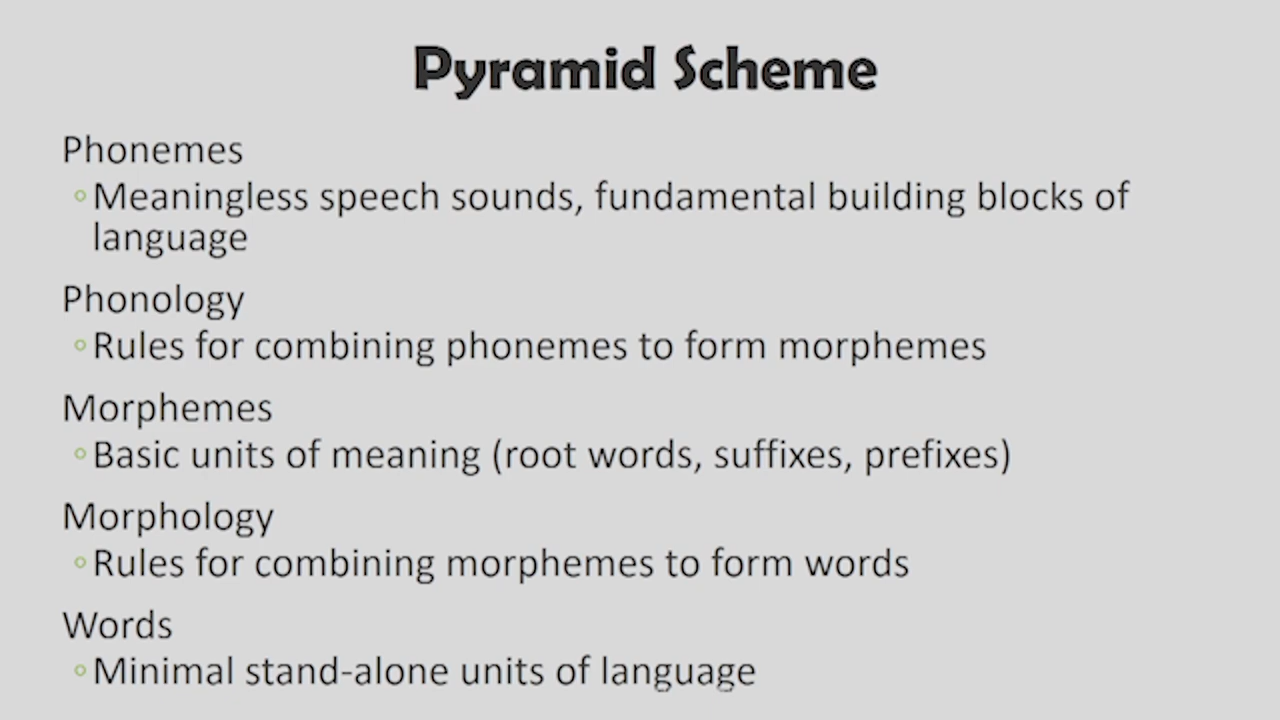 Pyramid Scheme
Phonemes
◦Meaningless speech sounds, fundamental building blocks of
language
Phonology
◦Rules for combining phonemes to form morphemes
Morphemes
◦Basic units of meaning (root words, suffixes, prefixes)
Morphology
◦Rules for combining morphemes to form words
Words
◦Minimal stand-alone units of language